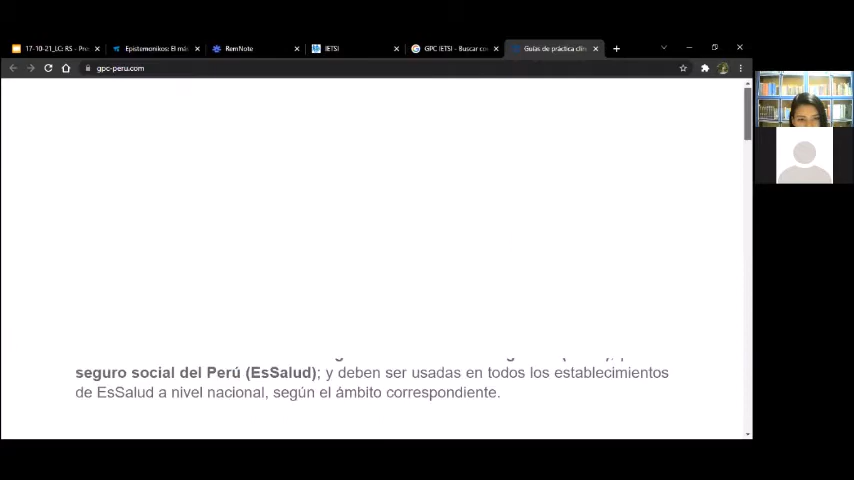 17-10-21_LC: RS - Pre
Epistemonikos: El má
RemNote
IETSI
GPC IETSI - Buscar co
Guías de práctica clín
gpc-peru.com
seguro social del Perú (EsSalud); y deben ser usadas en todos los establecimientos
de EsSalud a nivel nacional, según el ámbito correspondiente.